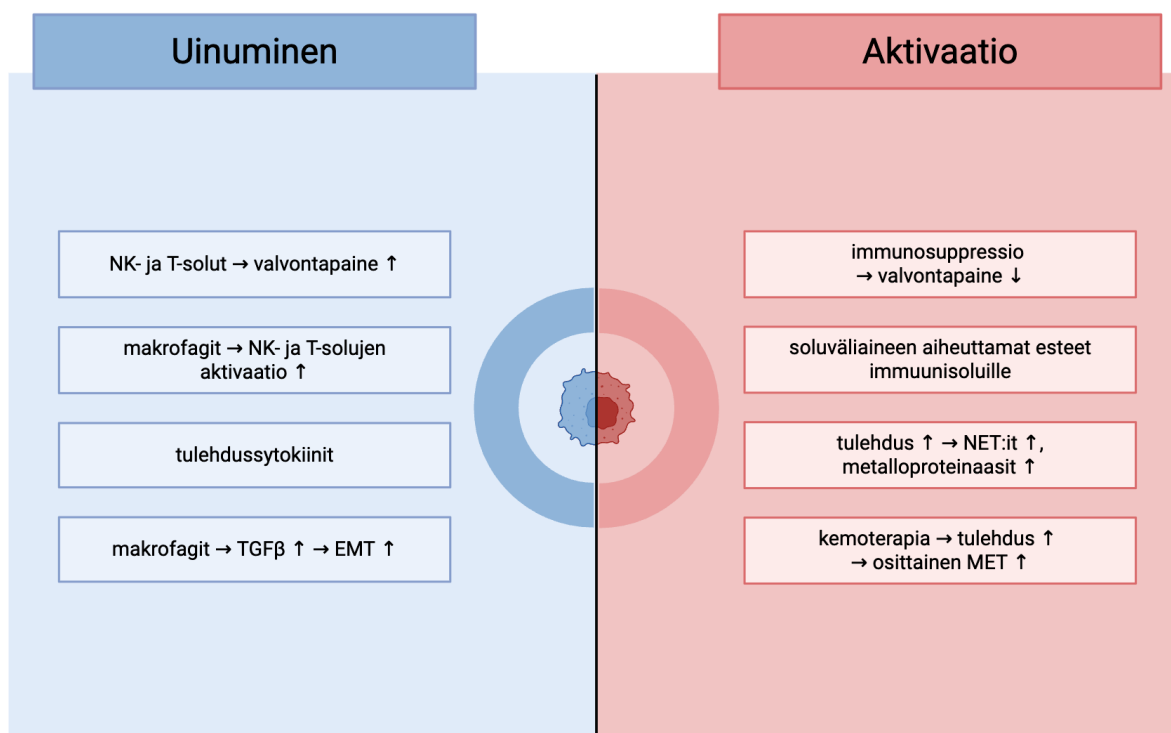 Uinuminen
NK- ja T-solut → valvontapaine ↑
makrofagit → NK- ja T-solujen
aktivaatio ↑
tulehdussytokiinit
makrofagit → TGFβ ↑ → EMT ↑
Aktivaatio
immunosuppressio
→ valvontapaine ↓
soluväliaineen aiheuttamat esteet
immuunisoluille
tulehdus ↑ → NET:it ↑,
metalloproteinaasit ↑
kemoterapia → tulehdus ↑
→ osittainen MET ↑